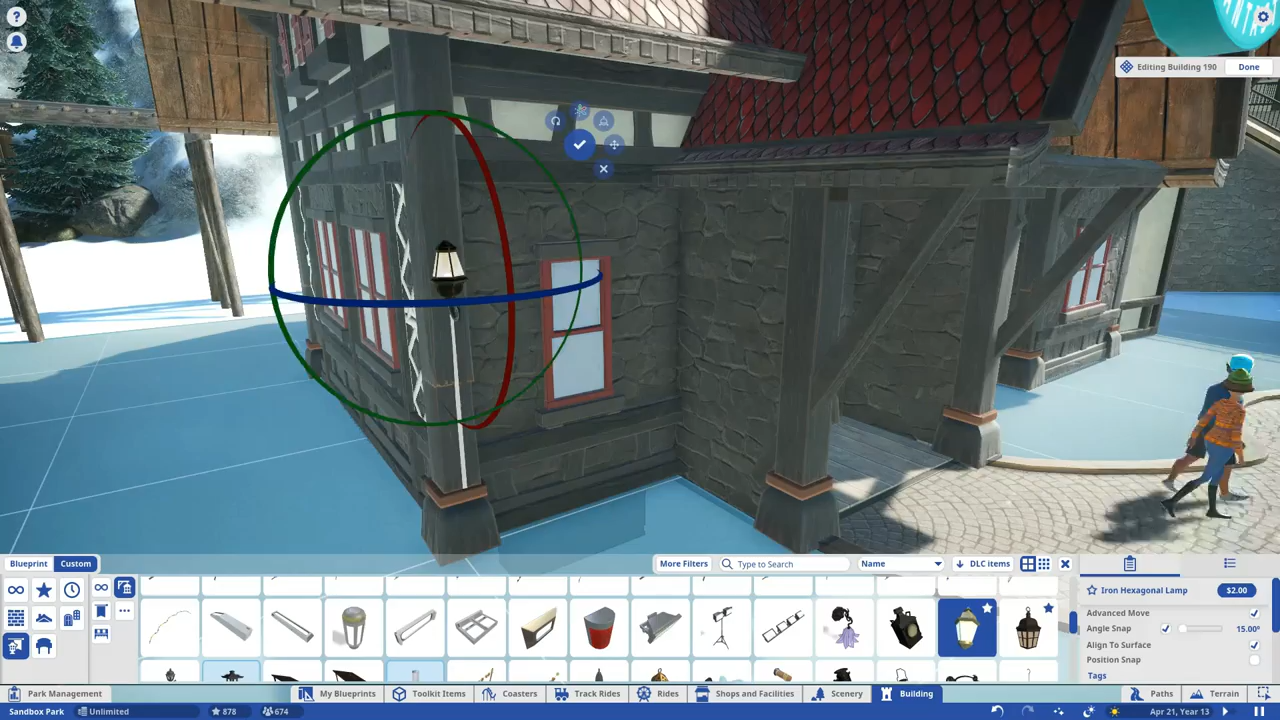 Editing Building 190 Done
Blueprint Custom
More Filters Type to Search Name DLC items
Iron Hexagonal Lamp $2.00
Advanced Move
Angle Snap 15.00°
Align To Surface
Position Snap
Tags
Park Management My Blueprints Toolkit Items Coasters Track Rides Rides Shops and Facilities Scenery Building Paths Terrain
Sandbox Park Unlimited 878 674 Apr 21, Year 13